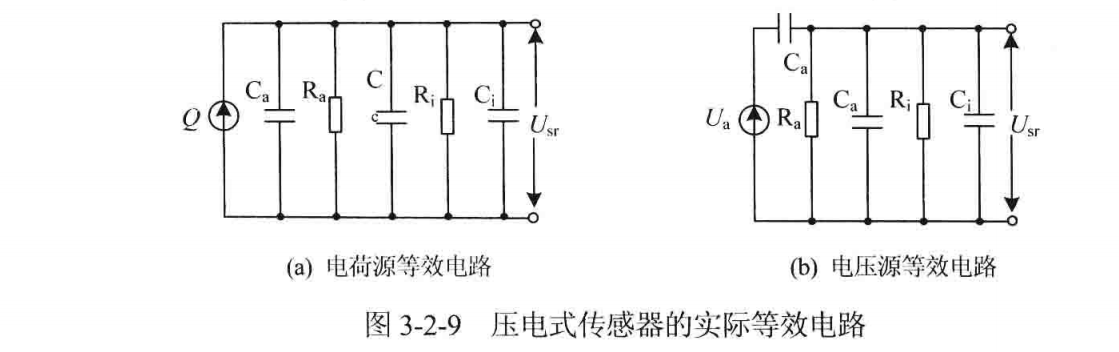 Q Ca Ra C c Ri Ci Usr
(a) 电荷源等效电路
Ua Ca Ra Ca Ri Ci Usr
(b) 电压源等效电路
图 3-2-9 压电式传感器的实际等效电路